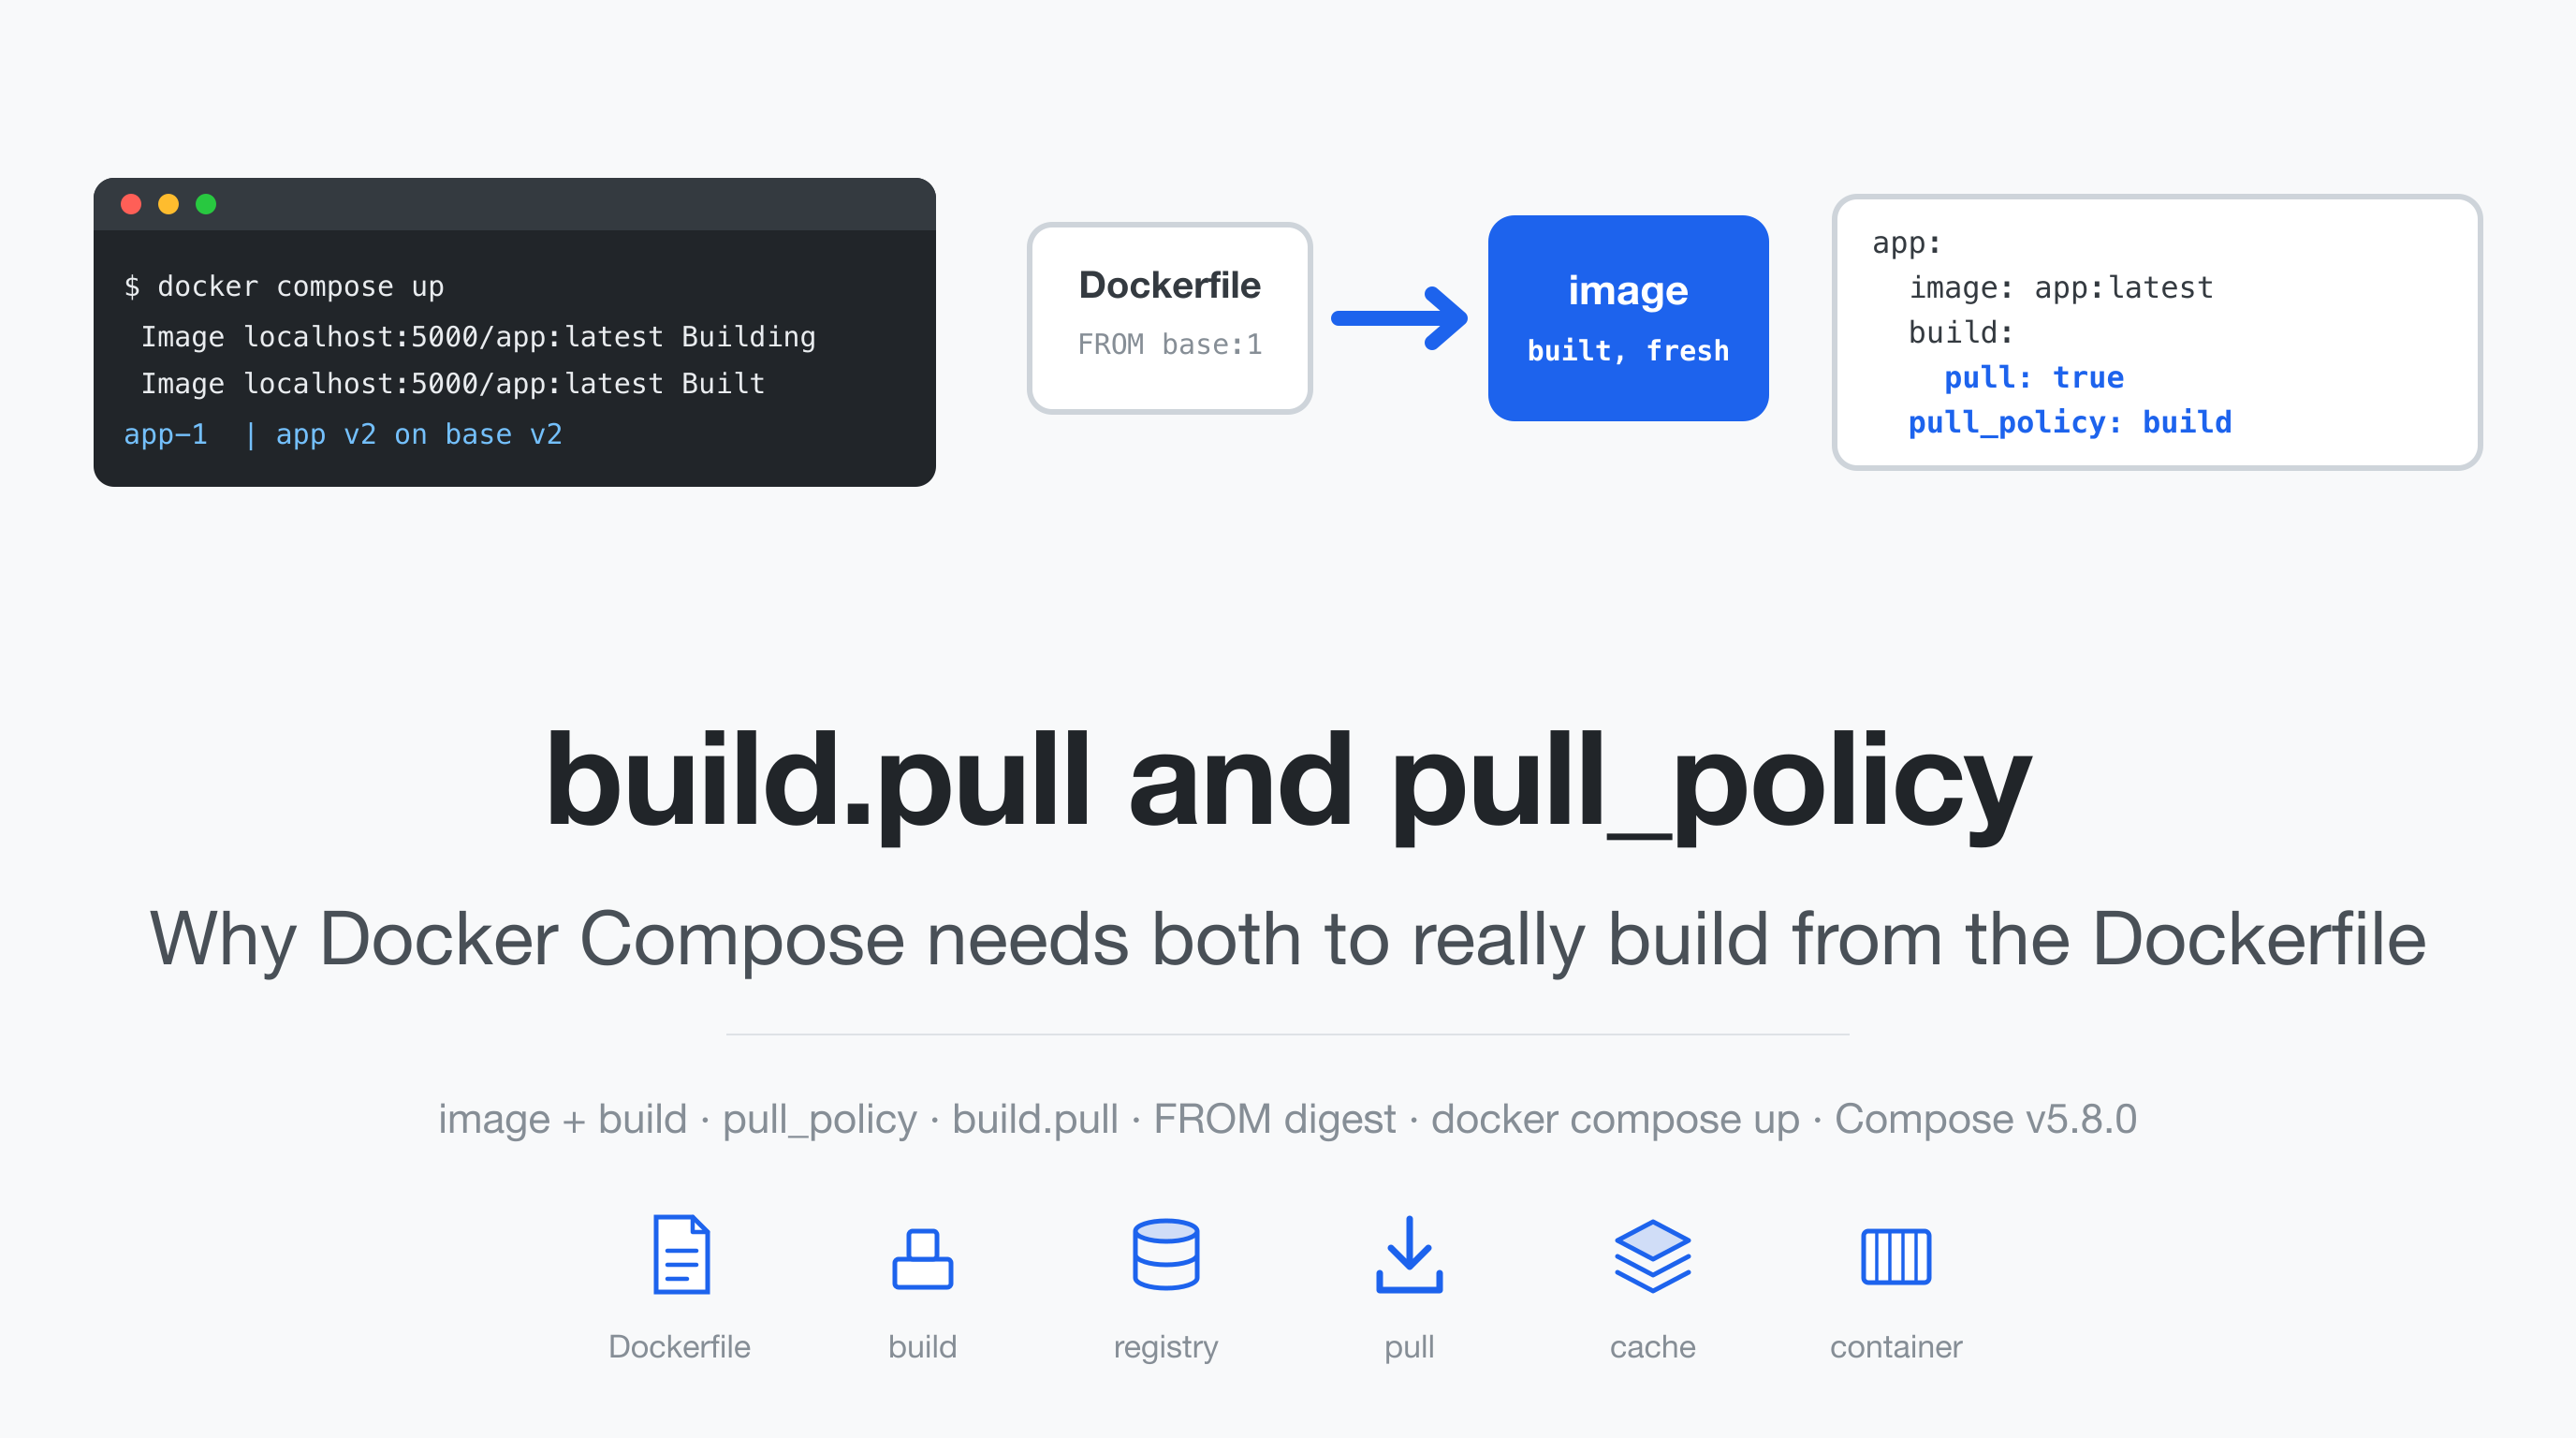 $ docker compose up
Image localhost:5000/app:latest Building
Image localhost:5000/app:latest Built
app-1  | app v2 on base v2
Dockerfile
FROM base:1
image
built, fresh
app:
  image: app:latest
  build:
    pull: true
  pull_policy: build
build.pull and pull_policy
Why Docker Compose needs both to really build from the Dockerfile
image + build · pull_policy · build.pull · FROM digest · docker compose up · Compose v5.8.0
Dockerfile
build
registry
pull
cache
container